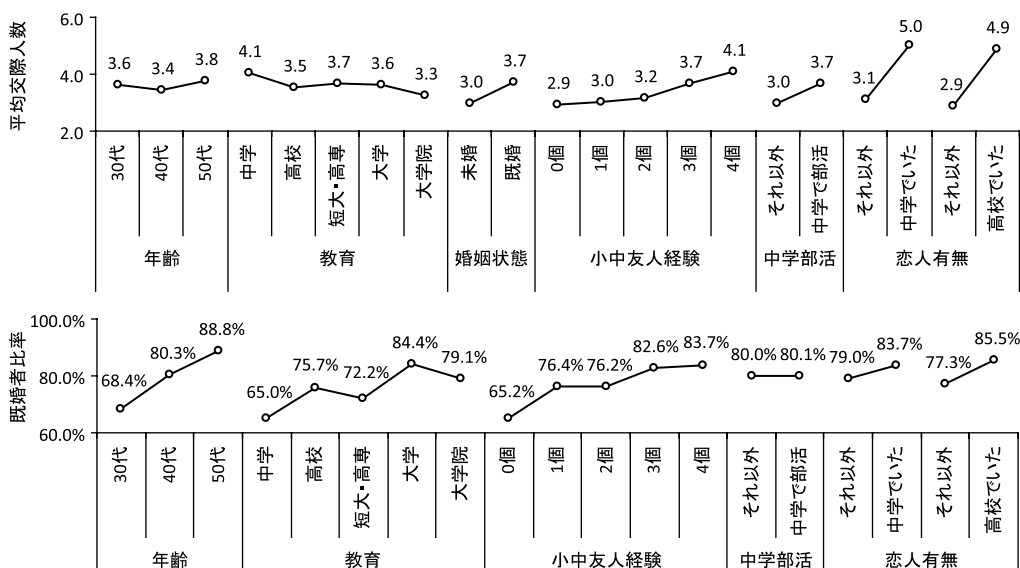 平均交際人数
6.0
4.0
2.0
3.6 3.4 3.8 4.1 3.5 3.7 3.6 3.3 3.0 3.7 2.9 3.0 3.2 3.7 4.1 3.0 3.7 3.1 5.0 2.9 4.9
30代 40代 50代 中学 高校 短大・高専 大学 大学院 未婚 既婚 0個 1個 2個 3個 4個 それ以外 中学で部活 それ以外 中学でいた それ以外 高校でいた
年齢 教育 婚姻状態 小中友人経験 中学部活 恋人有無
既婚者比率
100.0%
80.0%
60.0%
68.4% 80.3% 88.8% 65.0% 75.7% 72.2% 84.4% 79.1% 65.2% 76.4% 76.2% 82.6% 83.7% 80.0% 80.1% 79.0% 83.7% 77.3% 85.5%
30代 40代 50代 中学 高校 短大・高専 大学 大学院 0個 1個 2個 3個 4個 それ以外 中学で部活 それ以外 中学でいた それ以外 高校でいた
年齢 教育 小中友人経験 中学部活 恋人有無